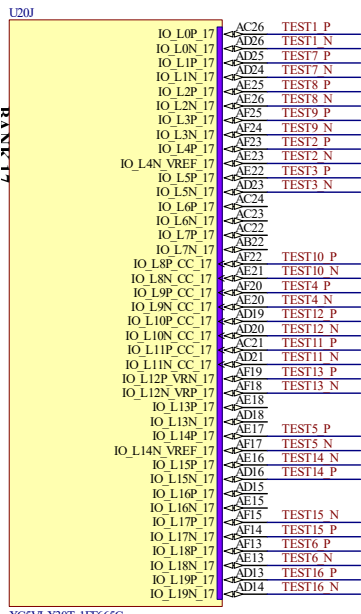 U20J
BANK 17
IO_L0P_17 AC26 TEST1_P
IO_L0N_17 AD26 TEST1_N
IO_L1P_17 AD25 TEST7_P
IO_L1N_17 AD24 TEST7_N
IO_L2P_17 AE25 TEST8_P
IO_L2N_17 AE26 TEST8_N
IO_L3P_17 AF25 TEST9_P
IO_L3N_17 AF24 TEST9_N
IO_L4P_17 AF23 TEST2_P
IO_L4N_VREF_17 AE23 TEST2_N
IO_L5P_17 AE22 TEST3_P
IO_L5N_17 AD23 TEST3_N
IO_L6P_17 AC24
IO_L6N_17 AC23
IO_L7P_17 AC22
IO_L7N_17 AB22
IO_L8P_CC_17 AF22 TEST10_P
IO_L8N_CC_17 AE21 TEST10_N
IO_L9P_CC_17 AF20 TEST4_P
IO_L9N_CC_17 AE20 TEST4_N
IO_L10P_CC_17 AD19 TEST12_P
IO_L10N_CC_17 AD20 TEST12_N
IO_L11P_CC_17 AC21 TEST11_P
IO_L11N_CC_17 AD21 TEST11_N
IO_L12P_VRN_17 AF19 TEST13_P
IO_L12N_VRP_17 AF18 TEST13_N
IO_L13P_17 AE18
IO_L13N_17 AD18
IO_L14P_17 AE17 TEST5_P
IO_L14N_VREF_17 AF17 TEST5_N
IO_L15P_17 AE16 TEST14_N
IO_L15N_17 AD16 TEST14_P
IO_L16P_17 AD15
IO_L16N_17 AE15
IO_L17P_17 AF15 TEST15_N
IO_L17N_17 AF14 TEST15_P
IO_L18P_17 AF13 TEST6_P
IO_L18N_17 AE13 TEST6_N
IO_L19P_17 AD13 TEST16_P
IO_L19N_17 AD14 TEST16_N